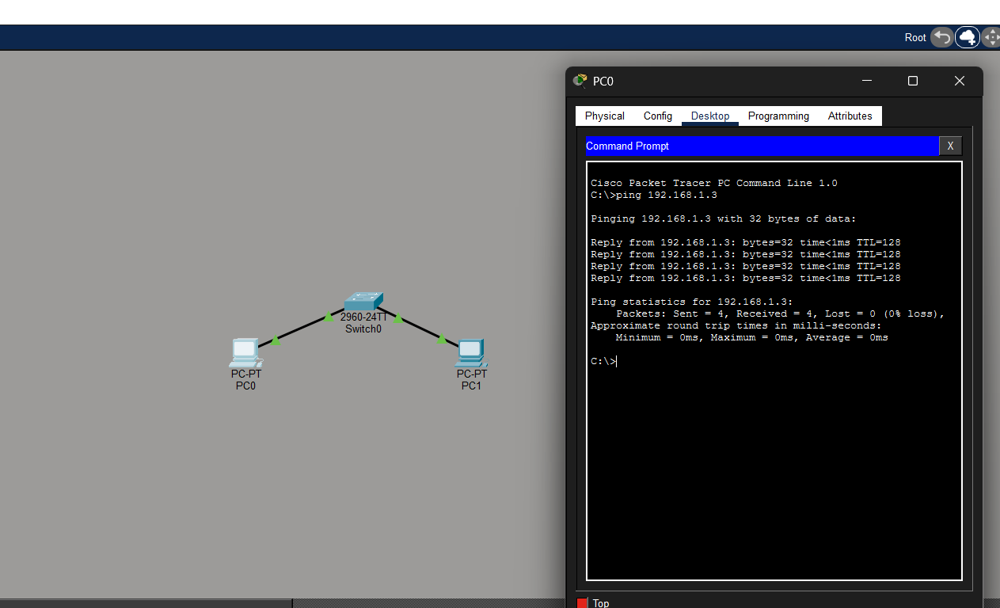 Root
PC0
Physical Config Desktop Programming Attributes
Command Prompt
X
Cisco Packet Tracer PC Command Line 1.0
C:\>ping 192.168.1.3
Pinging 192.168.1.3 with 32 bytes of data:
Reply from 192.168.1.3: bytes=32 time<1ms TTL=128
Reply from 192.168.1.3: bytes=32 time<1ms TTL=128
Reply from 192.168.1.3: bytes=32 time<1ms TTL=128
Reply from 192.168.1.3: bytes=32 time<1ms TTL=128
Ping statistics for 192.168.1.3:
Packets: Sent = 4, Received = 4, Lost = 0 (0% loss),
Approximate round trip times in milli-seconds:
Minimum = 0ms, Maximum = 0ms, Average = 0ms
C:\>
2960-24TT
Switch0
PC-PT
PC0
PC-PT
PC1
Top